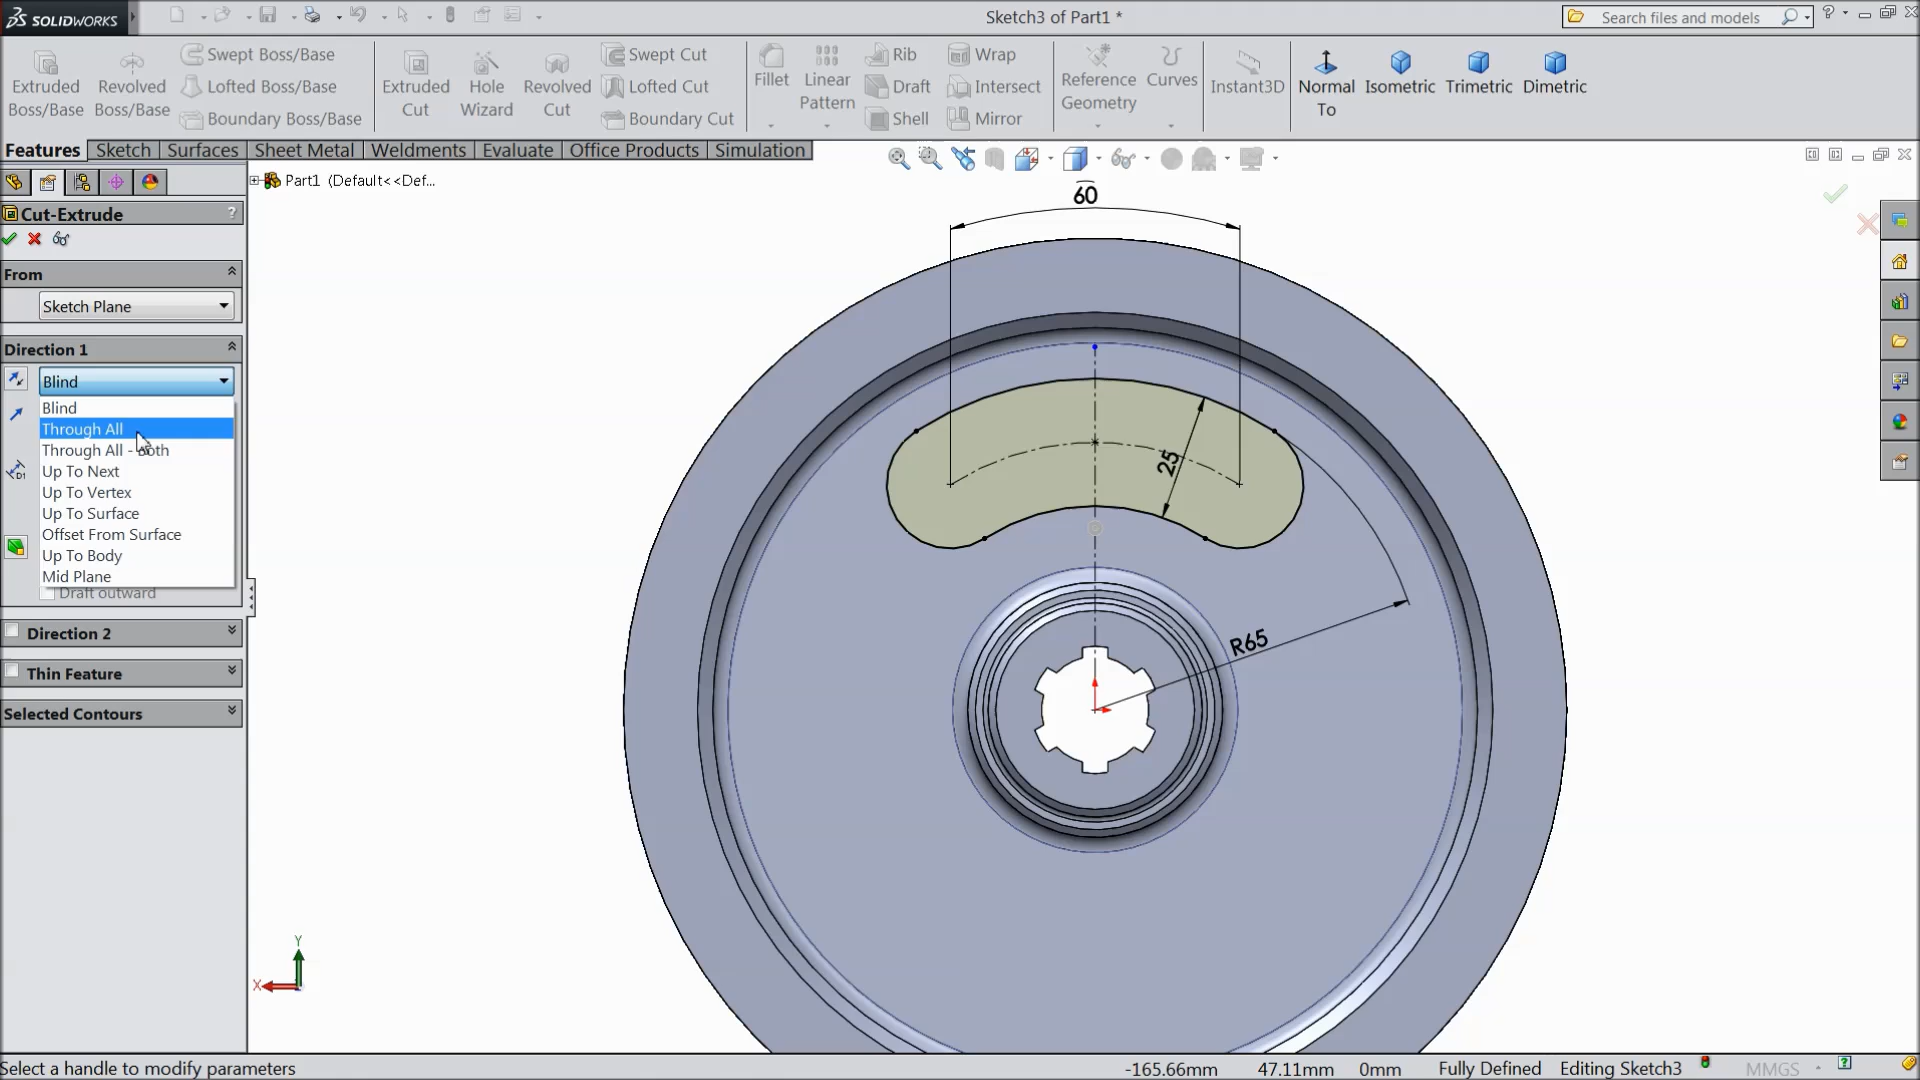 SOLIDWORKS
Sketch3 of Part1 *
Search files and models
?
Extruded Boss/Base
Revolved Boss/Base
Swept Boss/Base
Lofted Boss/Base
Boundary Boss/Base
Extruded Cut
Hole Wizard
Revolved Cut
Swept Cut
Lofted Cut
Boundary Cut
Fillet
Linear Pattern
Rib
Draft
Shell
Wrap
Intersect
Mirror
Reference Geometry
Curves
Instant3D
Normal To
Isometric
Trimetric
Dimetric
Features
Sketch
Surfaces
Sheet Metal
Weldments
Evaluate
Office Products
Simulation
Part1 (Default<<Def...
Cut-Extrude
?
From
Sketch Plane
Direction 1
Blind
Blind
Through All
Through All - Both
Up To Next
Up To Vertex
Up To Surface
Offset From Surface
Up To Body
Mid Plane
D1
Draft outward
Direction 2
Thin Feature
Selected Contours
60
25
R65
Y
X
Select a handle to modify parameters
-165.66mm
47.11mm
0mm
Fully Defined
Editing Sketch3
MMGS
?